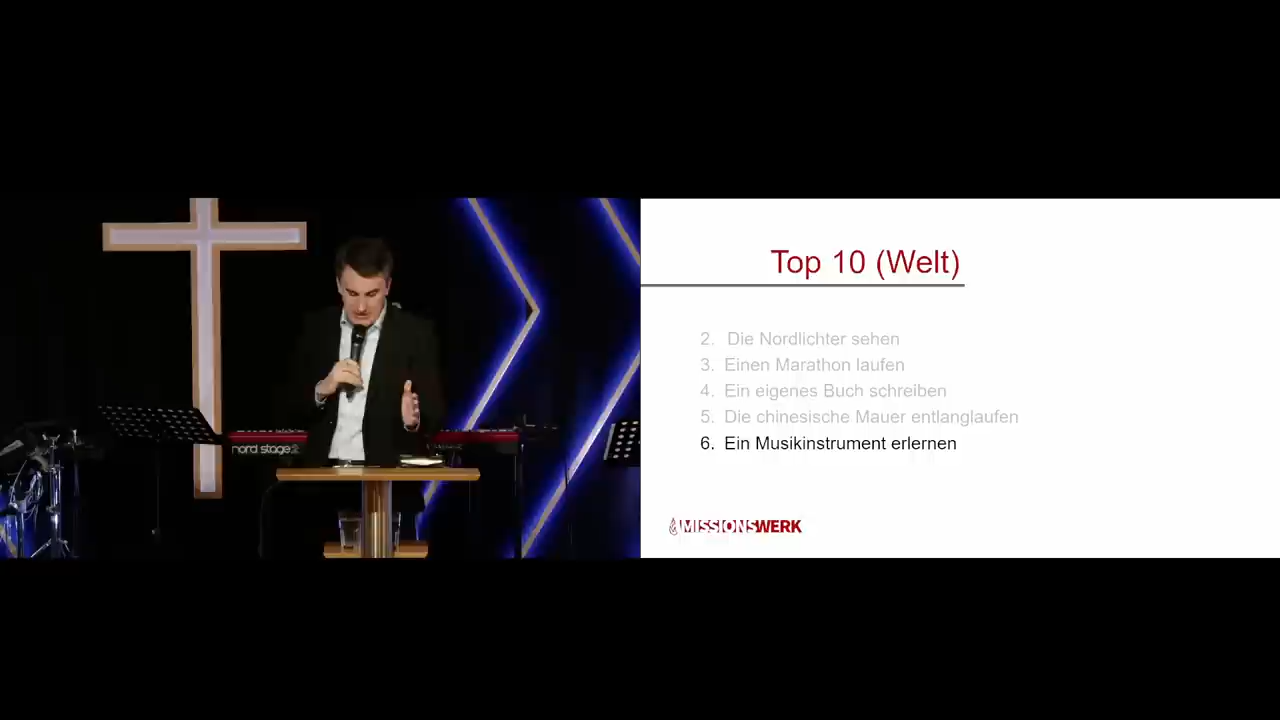 Top 10 (Welt)
2. Die Nordlichter sehen
3. Einen Marathon laufen
4. Ein eigenes Buch schreiben
5. Die chinesische Mauer entlanglaufen
6. Ein Musikinstrument erlernen
nord stage 2
MISSIONSWERK